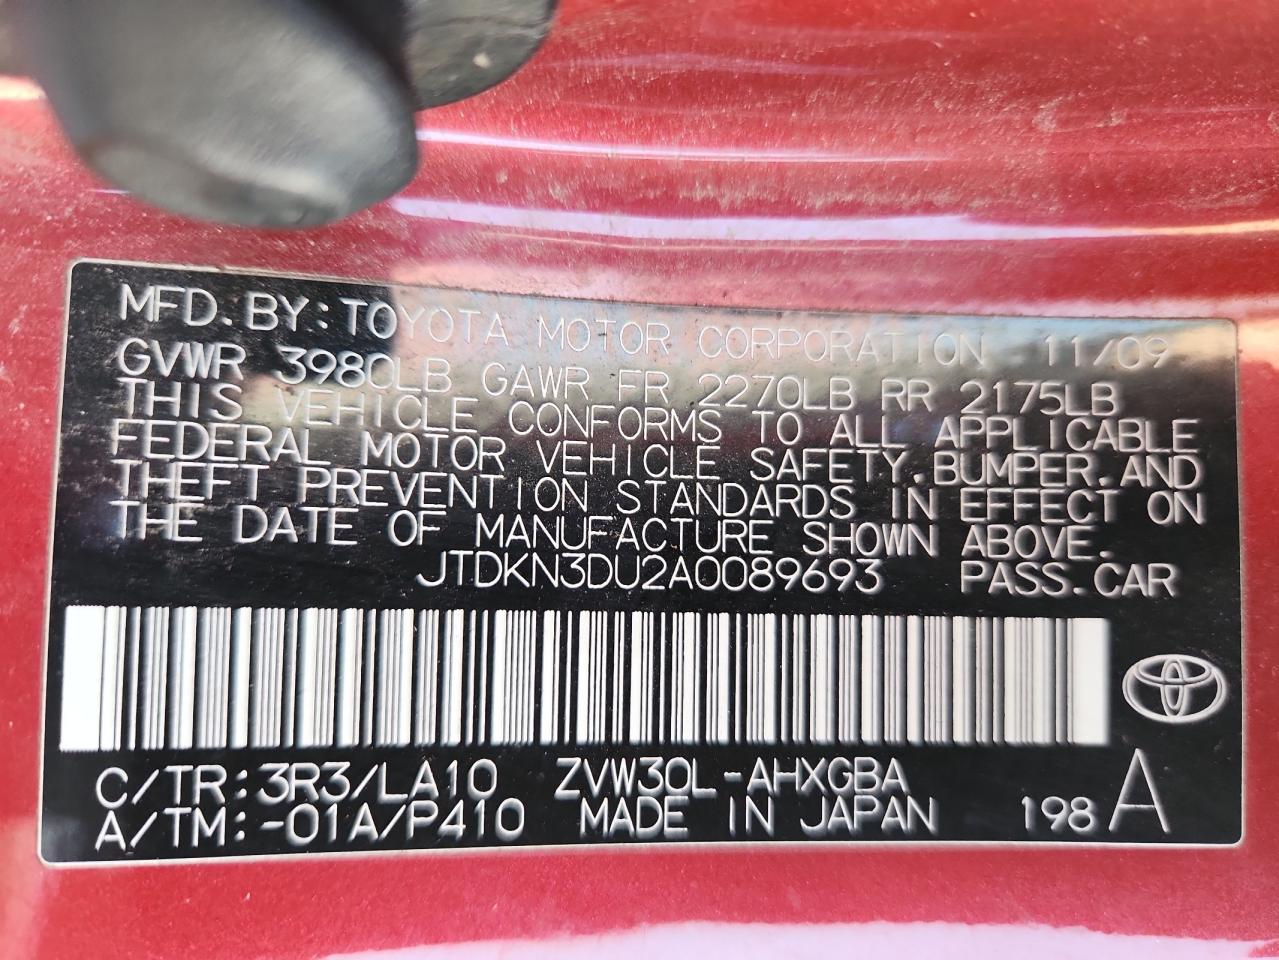 MFD. BY: TOYOTA MOTOR CORPORATION 11/09
GVWR 3980LB GAWR FR 2270LB RR 2175LB
THIS VEHICLE CONFORMS TO ALL APPLICABLE
FEDERAL MOTOR VEHICLE SAFETY, BUMPER, AND
THEFT PREVENTION STANDARDS IN EFFECT ON
THE DATE OF MANUFACTURE SHOWN ABOVE.
JTDKN3DU2A0089693 PASS. CAR
C/TR: 3R3/LA10 ZVW30L-AHXGBA
A/TM: -01A/P410 MADE IN JAPAN 198 A